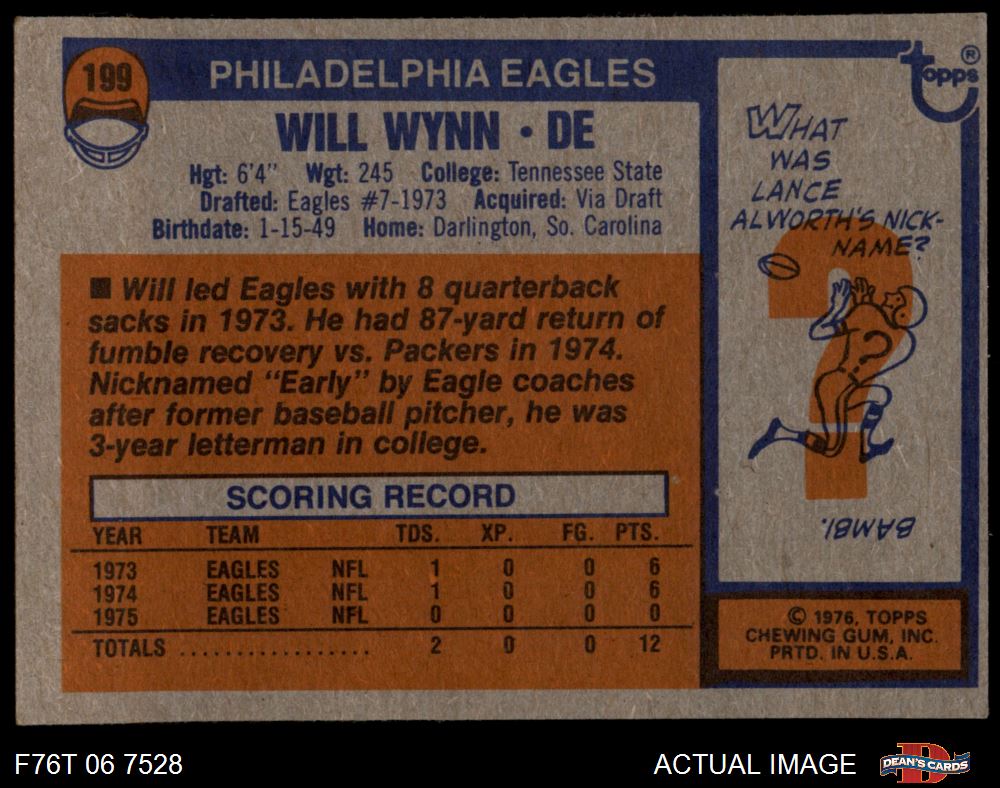 199
PHILADELPHIA EAGLES
WILL WYNN • DE
Hgt: 6'4" Wgt: 245 College: Tennessee State
Drafted: Eagles #7-1973 Acquired: Via Draft
Birthdate: 1-15-49 Home: Darlington, So. Carolina
■ Will led Eagles with 8 quarterback
sacks in 1973. He had 87-yard return of
fumble recovery vs. Packers in 1974.
Nicknamed "Early" by Eagle coaches
after former baseball pitcher, he was
3-year letterman in college.
SCORING RECORD
YEAR TEAM TDS. XP. FG. PTS.
1973 EAGLES NFL 1 0 0 6
1974 EAGLES NFL 1 0 0 6
1975 EAGLES NFL 0 0 0 0
TOTALS .................. 2 0 0 12
topps ®
WHAT
WAS
LANCE
ALWORTH'S NICK-
NAME?
?
BAMBI.
© 1976, TOPPS
CHEWING GUM, INC.
PRTD. IN U.S.A.
F76T 06 7528
ACTUAL IMAGE
D
DEAN'S CARDS